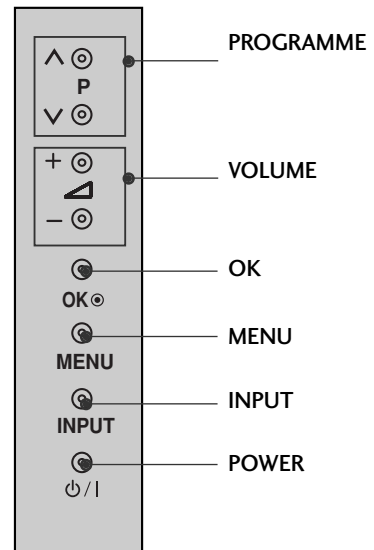 PROGRAMME
P
+
VOLUME
-
OK
OK
MENU
MENU
INPUT
INPUT
POWER
/ I